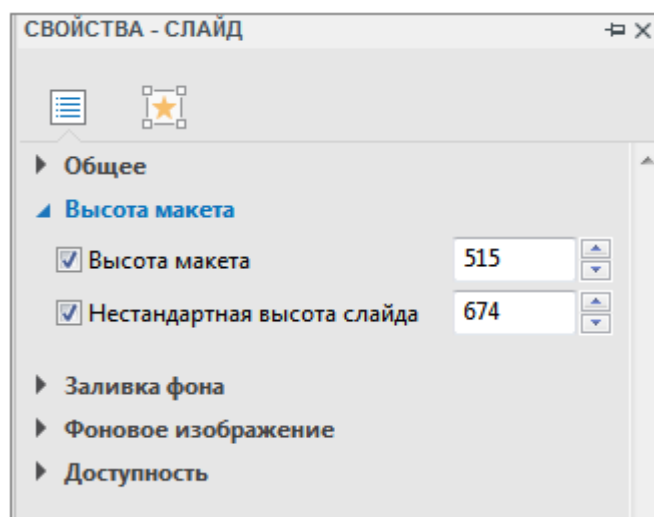 СВОЙСТВА - СЛАЙД
Общее
Высота макета
Высота макета 515
Нестандартная высота слайда 674
Заливка фона
Фоновое изображение
Доступность